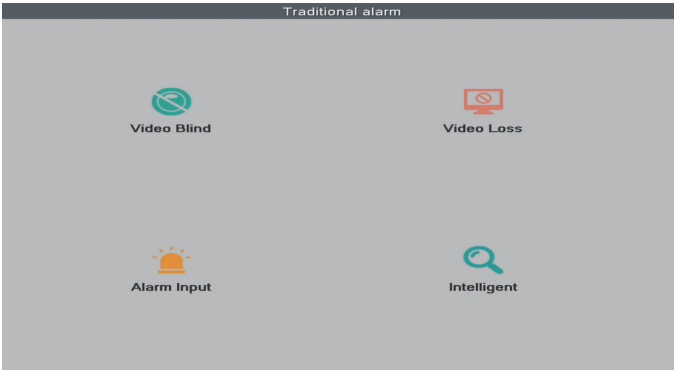 Traditional alarm
Video Blind
Video Loss
Alarm Input
Intelligent